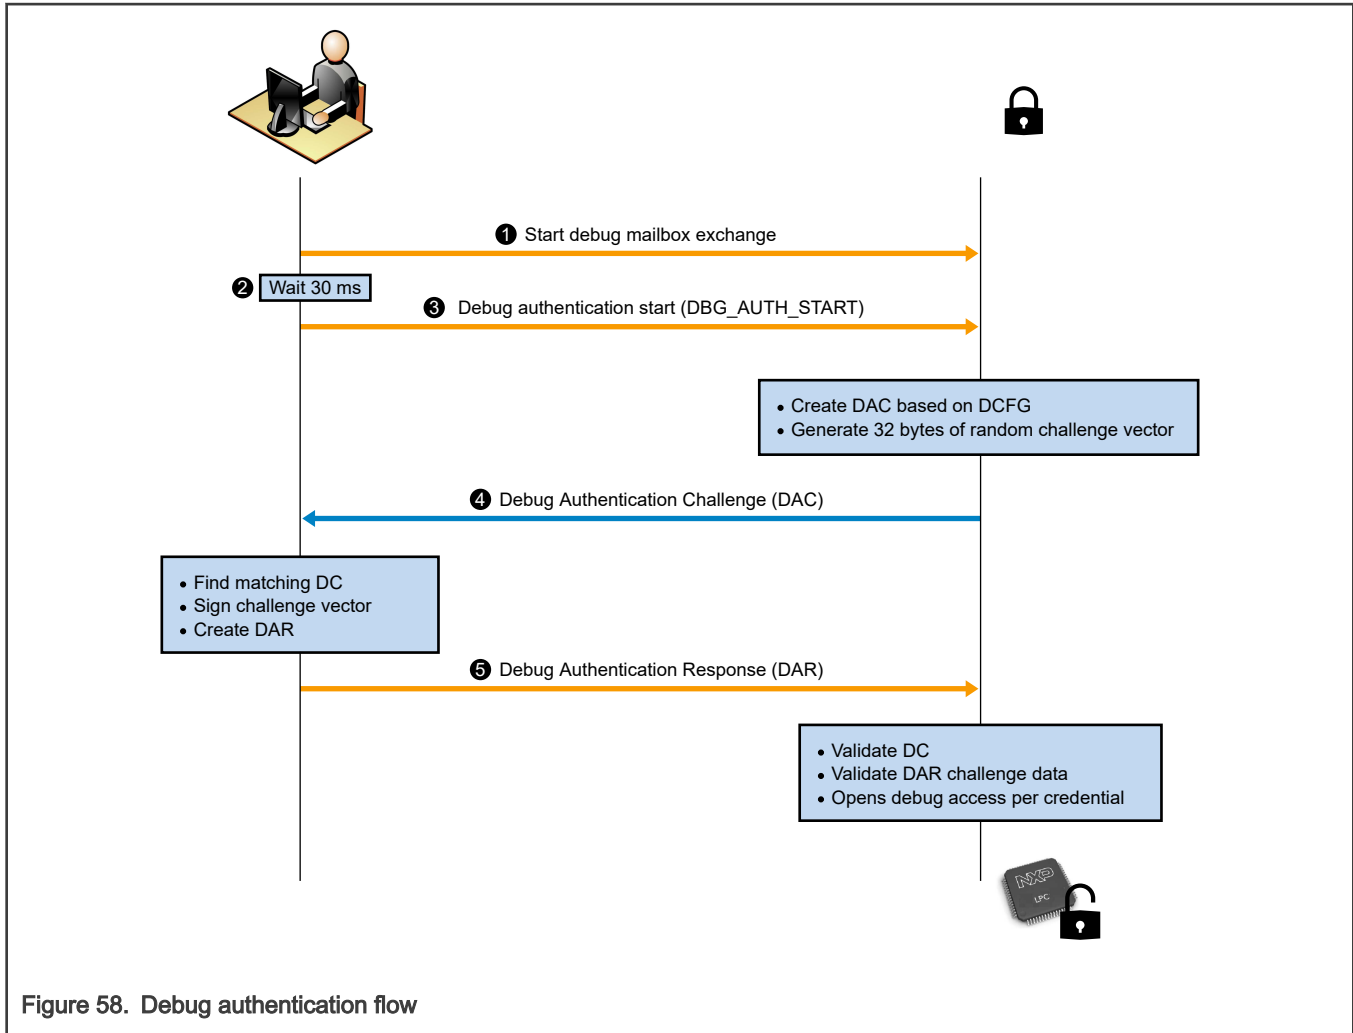 1 Start debug mailbox exchange
2 Wait 30 ms
3 Debug authentication start (DBG_AUTH_START)
• Create DAC based on DCFG
• Generate 32 bytes of random challenge vector
4 Debug Authentication Challenge (DAC)
• Find matching DC
• Sign challenge vector
• Create DAR
5 Debug Authentication Response (DAR)
• Validate DC
• Validate DAR challenge data
• Opens debug access per credential
NXP
LPC
Figure 58. Debug authentication flow